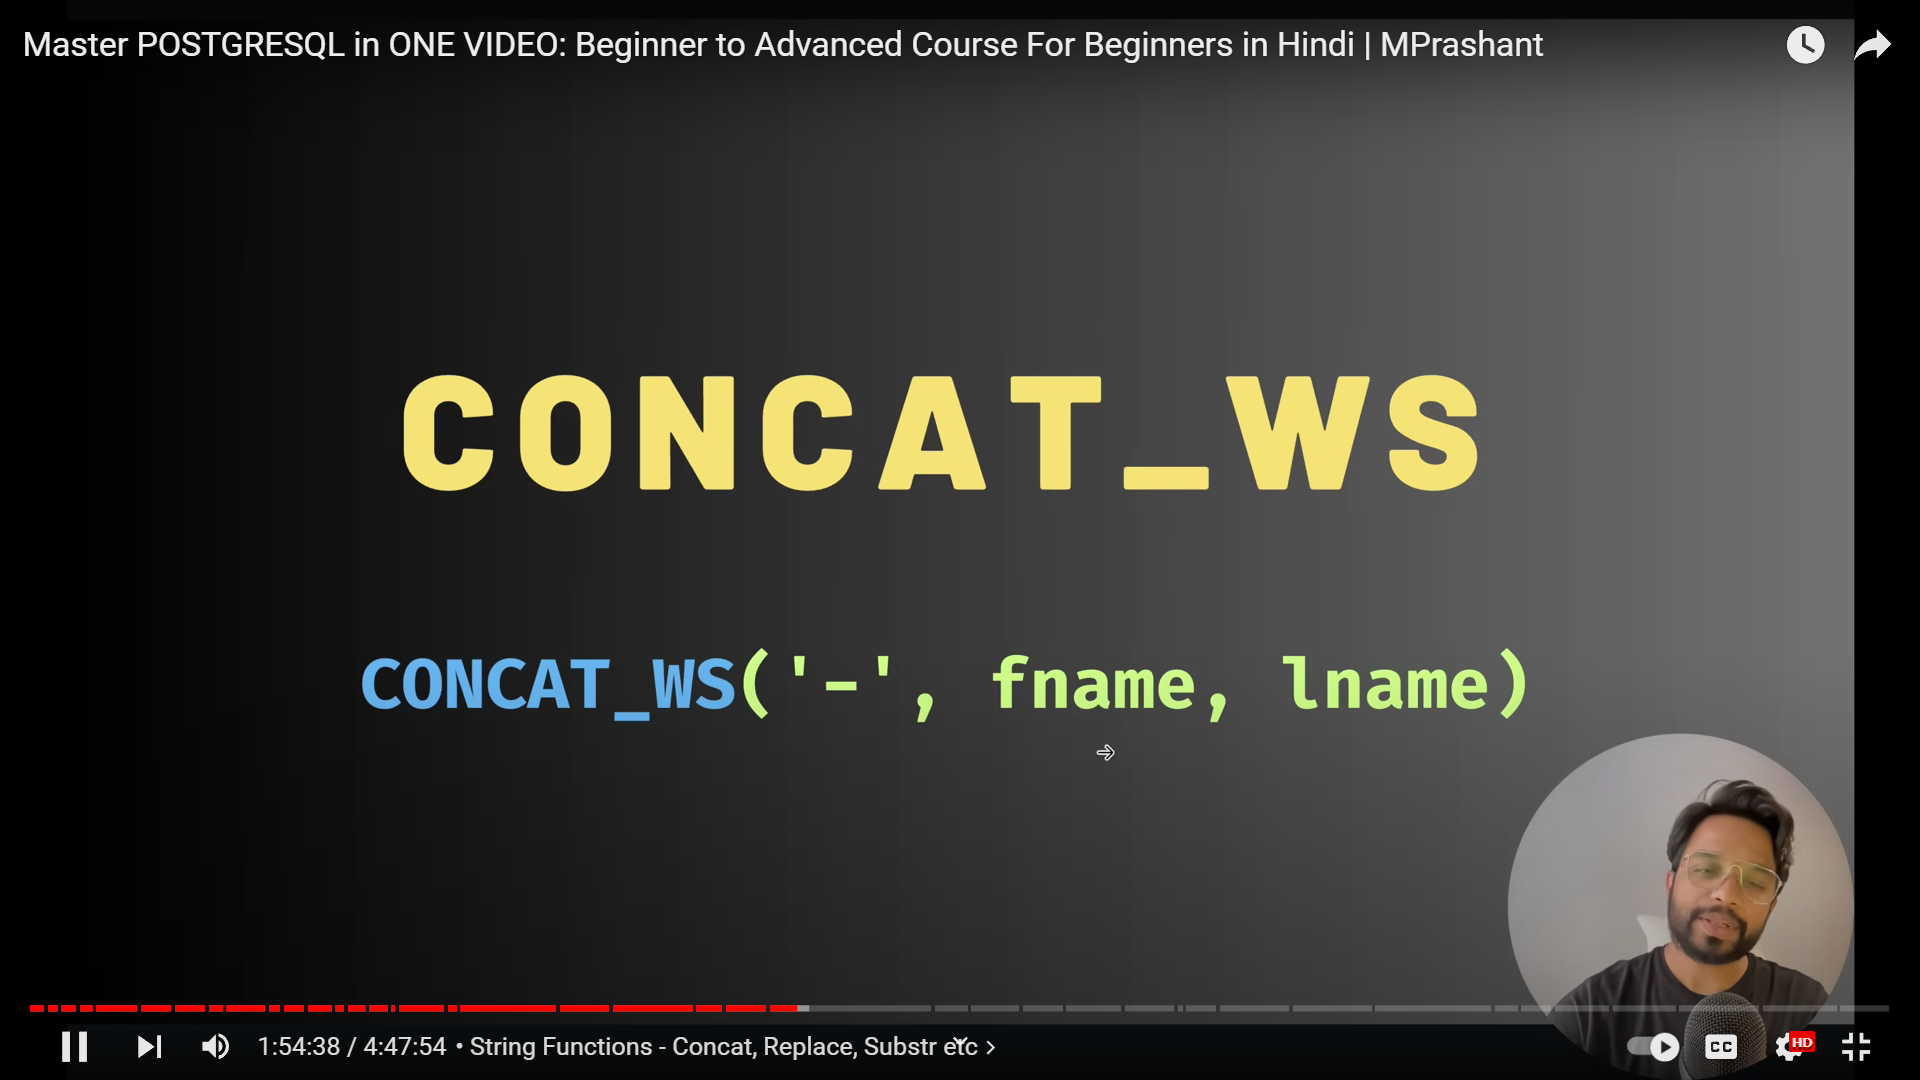 Master POSTGRESQL in ONE VIDEO: Beginner to Advanced Course For Beginners in Hindi | MPrashant
CONCAT_WS
CONCAT_WS('-', fname, lname)
1:54:38 / 4:47:54 • String Functions - Concat, Replace, Substr etc
CC
HD